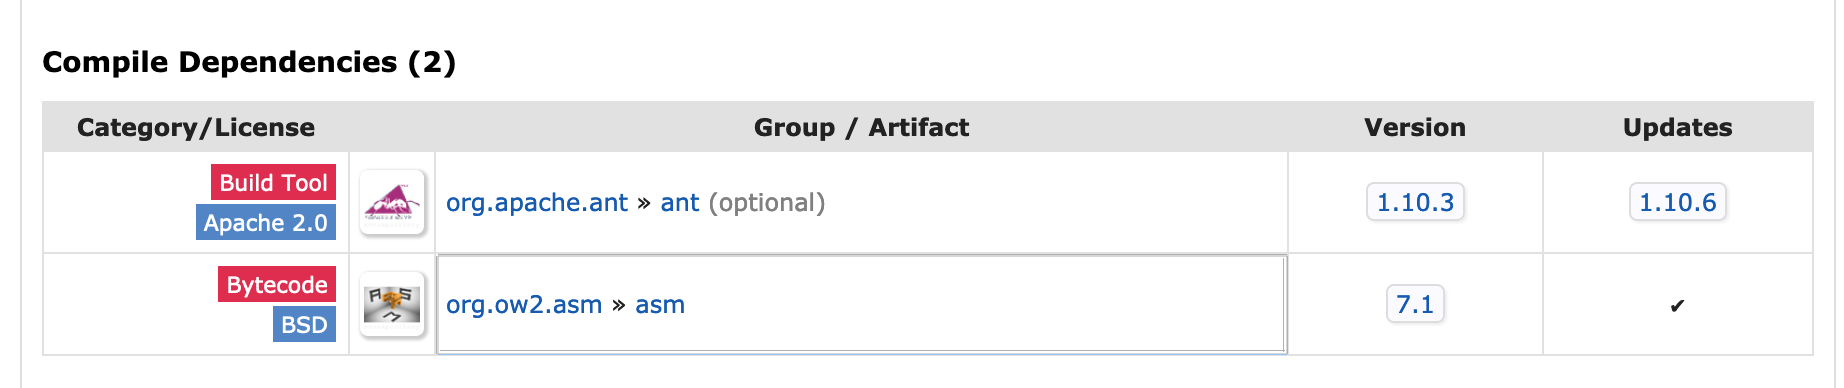 Compile Dependencies (2)
Category/License Group / Artifact Version Updates
Build Tool
Apache 2.0
org.apache.ant » ant (optional) 1.10.3 1.10.6
Bytecode
BSD
ASM
org.ow2.asm » asm 7.1 ✔